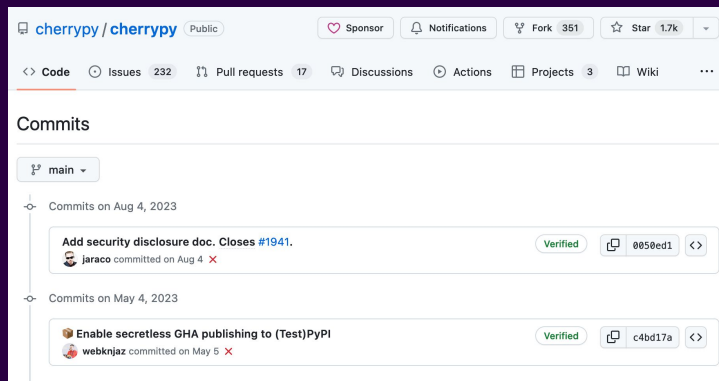 cherrypy / cherrypy Public Sponsor Notifications Fork 351 Star 1.7k
Code Issues 232 Pull requests 17 Discussions Actions Projects 3 Wiki
Commits
main
Commits on Aug 4, 2023
Add security disclosure doc. Closes #1941. Verified 0050ed1
jaraco committed on Aug 4
Commits on May 4, 2023
Enable secretless GHA publishing to (Test)PyPI Verified c4bd17a
webknjaz committed on May 5